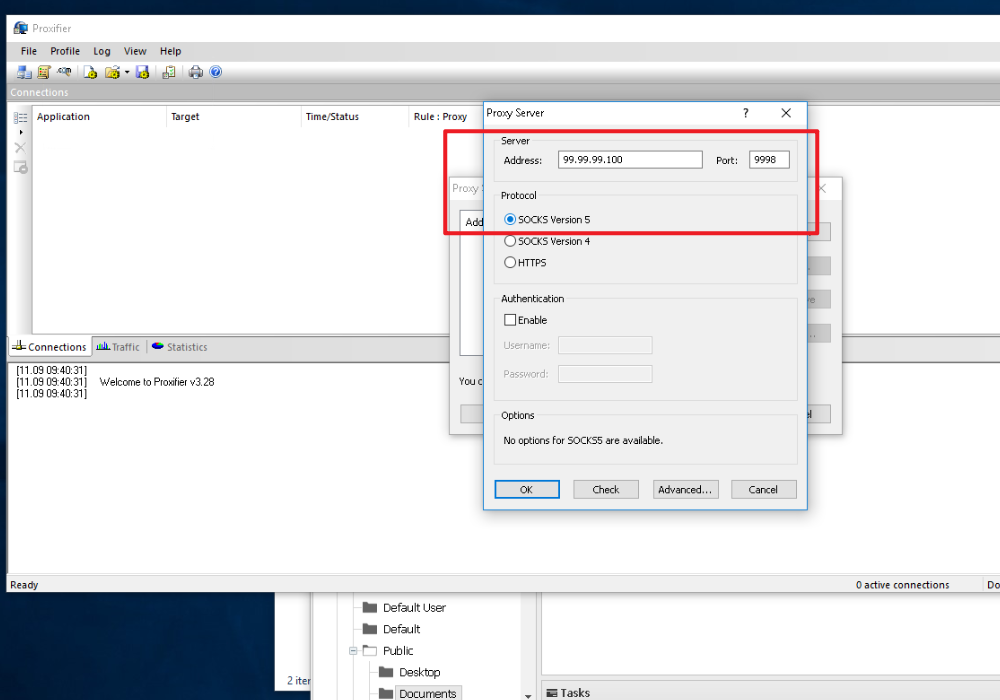 Proxifier
File Profile Log View Help
Connections
Application Target Time/Status Rule : Proxy
Proxy Server
Server
Address: 99.99.99.100 Port: 9998
Proxy
Protocol
Add
SOCKS Version 5
SOCKS Version 4
HTTPS
Authentication
Enable
Username:
Password:
Connections Traffic Statistics
[11.09 09:40:31]
[11.09 09:40:31] Welcome to Proxifier v3.28
[11.09 09:40:31]
You c
Options
No options for SOCKS5 are available.
OK Check Advanced... Cancel
Ready 0 active connections Do
Default User
Default
Public
Desktop
2 iter
Documents
Tasks